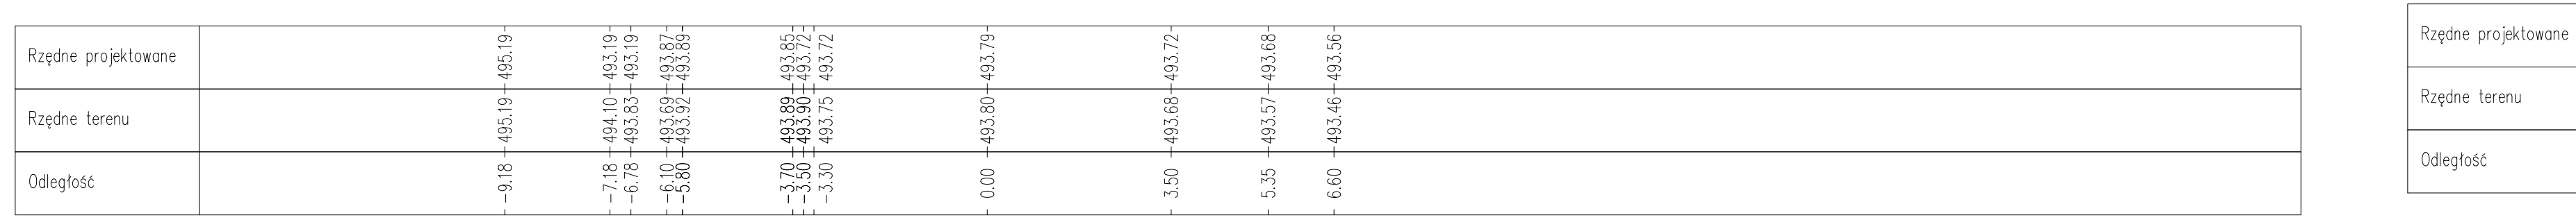 Rzędne projektowane 495.19 493.19 493.19 493.87 493.89 493.85 493.72 493.72 493.79 493.72 493.68 493.56
Rzędne terenu 495.19 494.10 493.83 493.69 493.92 493.89 493.90 493.75 493.80 493.68 493.57 493.46
Odległość -9.18 -7.18 -6.78 -6.10 -5.80 -3.70 -3.50 -3.30 0.00 3.50 5.35 6.60
Rzędne projektowane
Rzędne terenu
Odległość